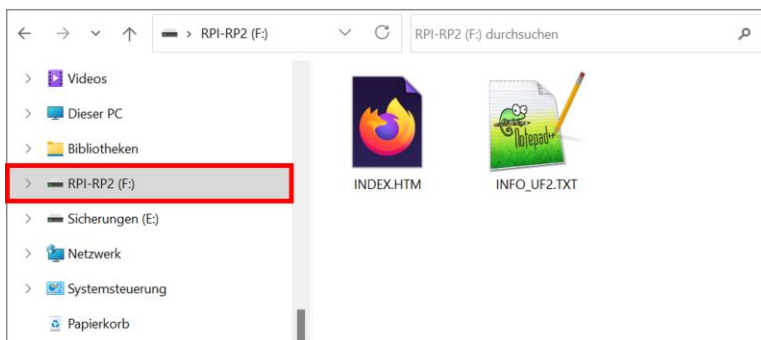 RPI-RP2 (F:)
RPI-RP2 (F:) durchsuchen
Videos
Dieser PC
Bibliotheken
RPI-RP2 (F:)
Sicherungen (E:)
Netzwerk
Systemsteuerung
Papierkorb
Notepad++
INDEX.HTM
INFO_UF2.TXT